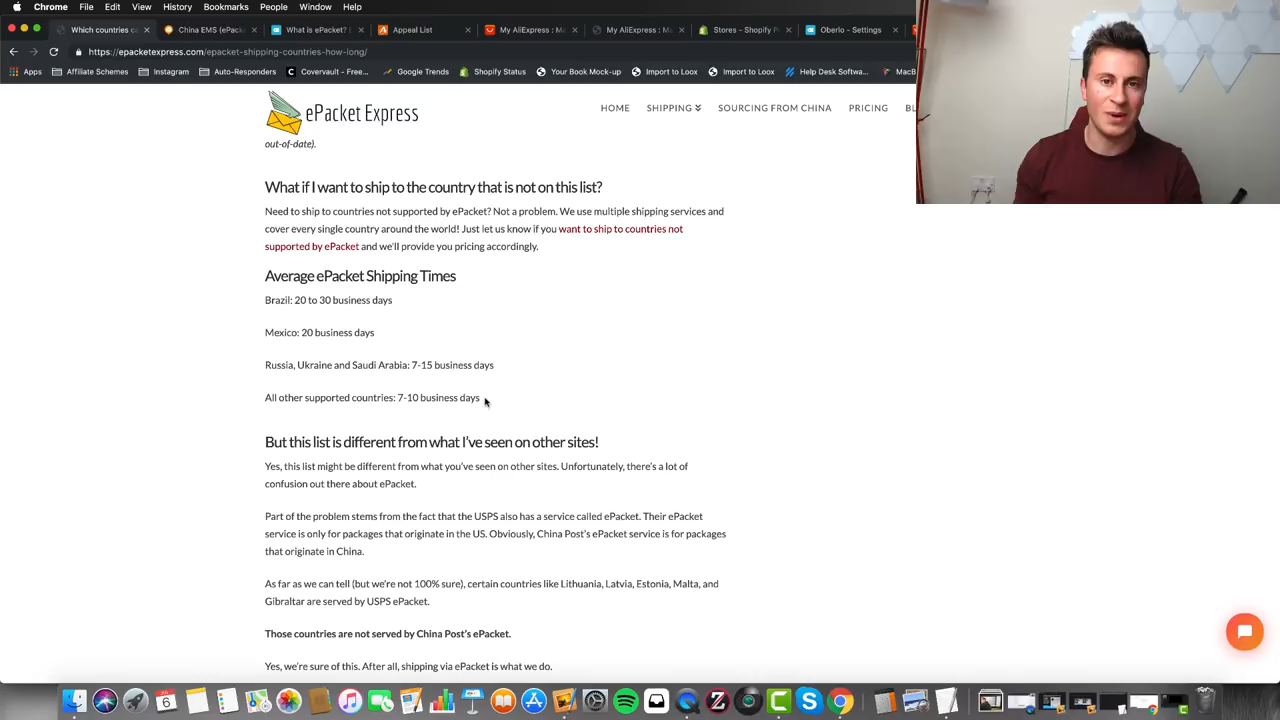 Chrome File Edit View History Bookmarks People Window Help
Which countries c China EMS (ePack What is ePacket? Appeal List My AliExpress : M My AliExpress : M Stores - Shopify P Oberlo - Settings
https://epacketexpress.com/epacket-shipping-countries-how-long/
Apps Affiliate Schemes Instagram Auto-Responders Covervault - Free... Google Trends Shopify Status Your Book Mock-up Import to Loox Import to Loox Help Desk Softwa... MacB
ePacket Express
HOME SHIPPING SOURCING FROM CHINA PRICING BL
out-of-date).
What if I want to ship to the country that is not on this list?
Need to ship to countries not supported by ePacket? Not a problem. We use multiple shipping services and
cover every single country around the world! Just let us know if you want to ship to countries not
supported by ePacket and we'll provide you pricing accordingly.
Average ePacket Shipping Times
Brazil: 20 to 30 business days
Mexico: 20 business days
Russia, Ukraine and Saudi Arabia: 7-15 business days
All other supported countries: 7-10 business days
But this list is different from what I've seen on other sites!
Yes, this list might be different from what you've seen on other sites. Unfortunately, there's a lot of
confusion out there about ePacket.
Part of the problem stems from the fact that the USPS also has a service called ePacket. Their ePacket
service is only for packages that originate in the US. Obviously, China Post's ePacket service is for packages
that originate in China.
As far as we can tell (but we're not 100% sure), certain countries like Lithuania, Latvia, Estonia, Malta, and
Gibraltar are served by USPS ePacket.
Those countries are not served by China Post's ePacket.
Yes, we're sure of this. After all, shipping via ePacket is what we do.